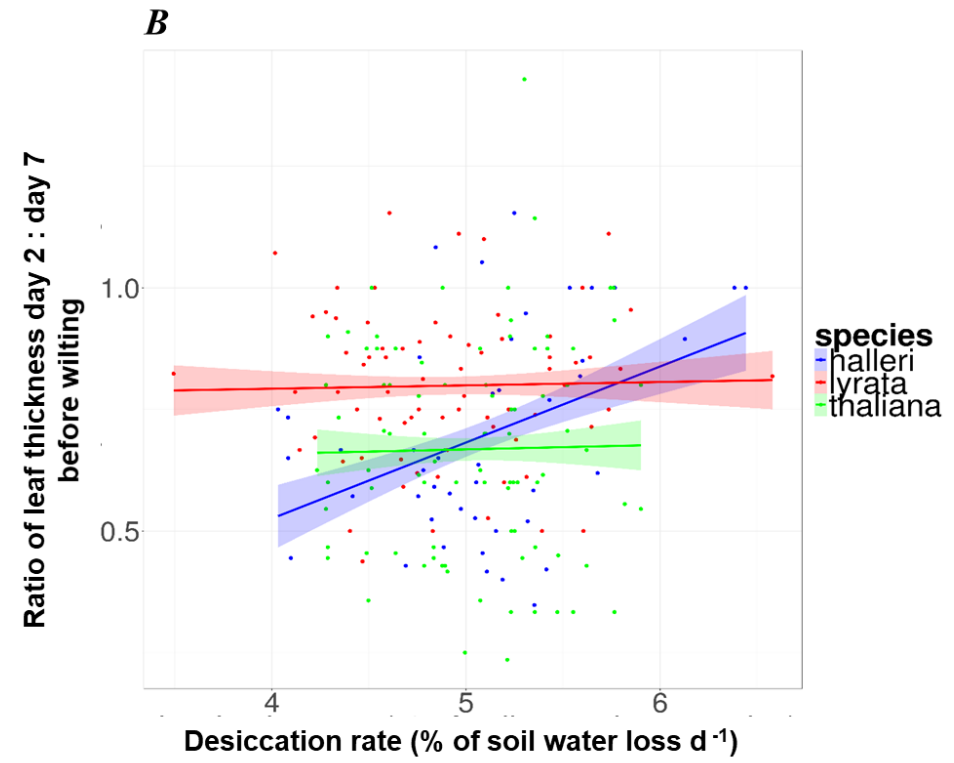 B
Ratio of leaf thickness day 2 : day 7
before wilting
1.0
0.5
4 5 6
Desiccation rate (% of soil water loss d -1)
species
halleri
lyrata
thaliana